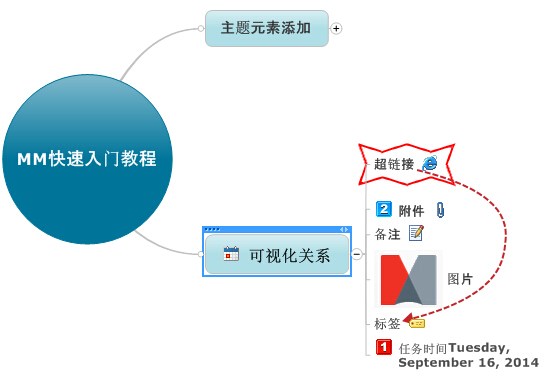 主题元素添加
MM快速入门教程
超链接
2 附件
备注
可视化关系
图片
标签
1 任务时间Tuesday,
September 16, 2014